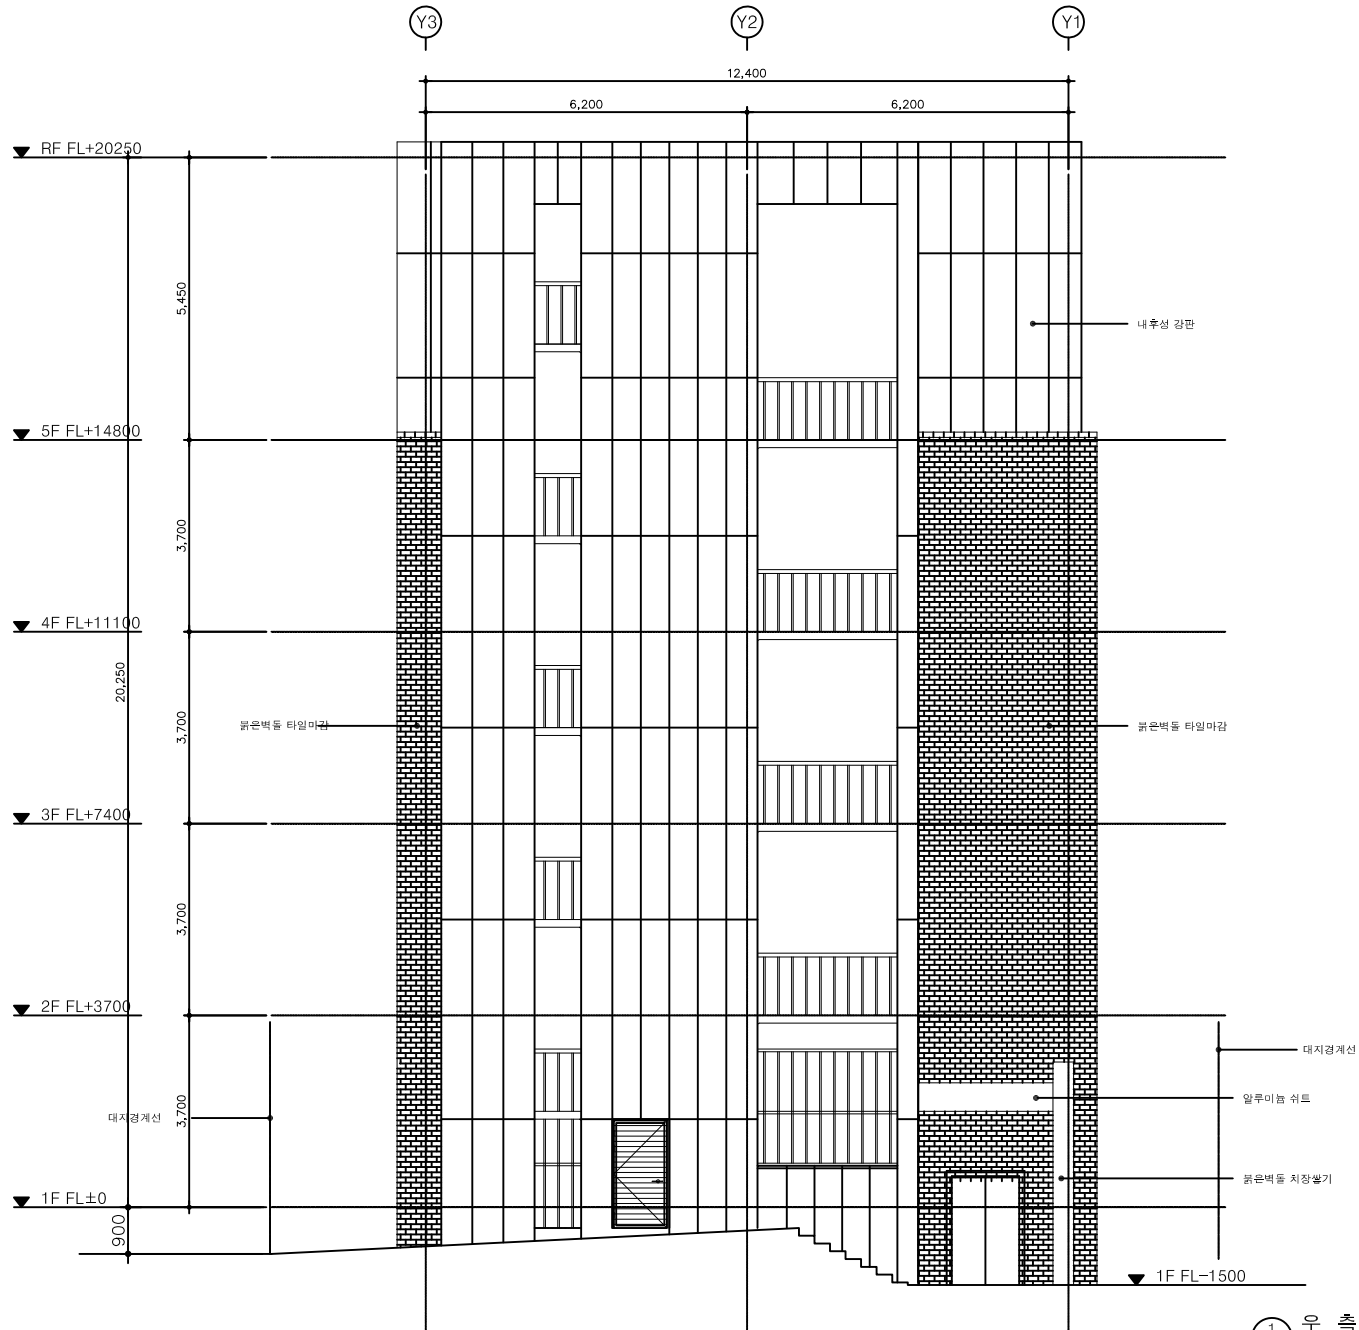 Y3
Y2
Y1
12,400
6,200
6,200
RF FL+20250
5,450
내후성 강판
5F FL+14800
3,700
4F FL+11100
20,250
3,700
붉은벽돌 타일마감
붉은벽돌 타일마감
3F FL+7400
3,700
2F FL+3700
대지경계선
알루미늄 쉬트
3,700
대지경계선
붉은벽돌 치장쌓기
1F FL±0
900
1F FL-1500
1
우 측